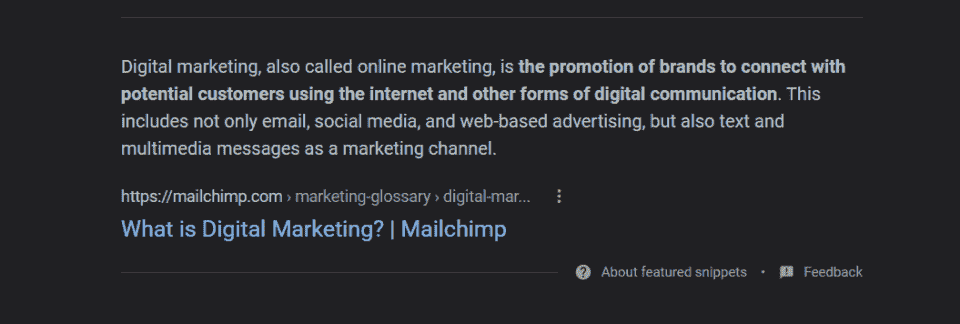 Digital marketing, also called online marketing, is the promotion of brands to connect with
potential customers using the internet and other forms of digital communication. This
includes not only email, social media, and web-based advertising, but also text and
multimedia messages as a marketing channel.
https://mailchimp.com › marketing-glossary › digital-mar...
What is Digital Marketing? | Mailchimp
About featured snippets • Feedback